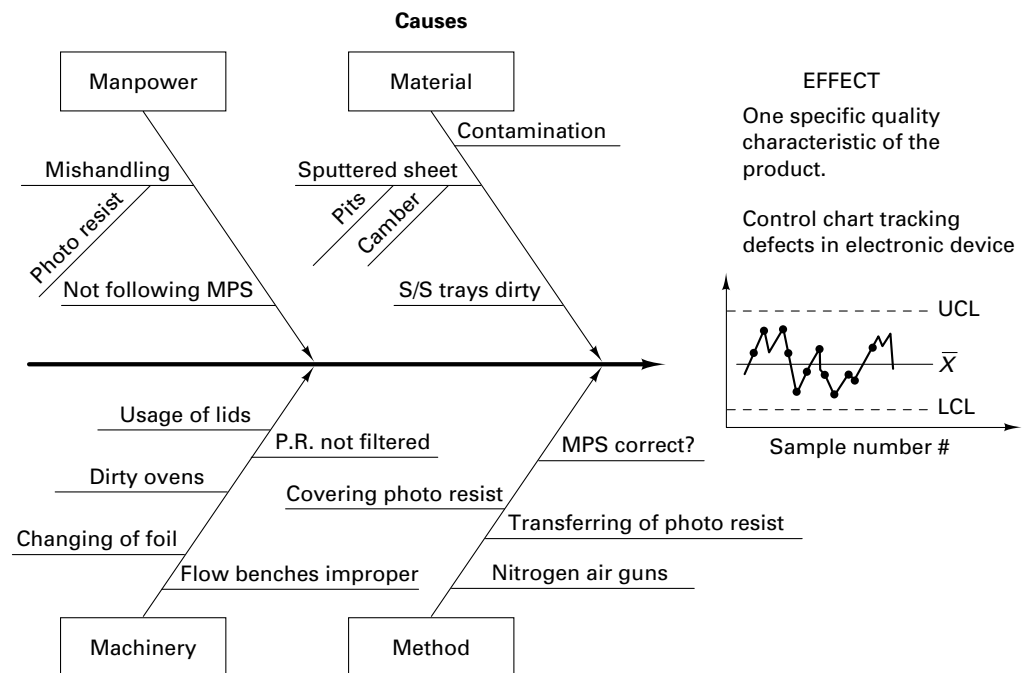 Causes
Manpower
Material
EFFECT
One specific quality
characteristic of the
product.
Control chart tracking
defects in electronic device
Contamination
Mishandling
Sputtered sheet
Photo resist
Pits
Camber
Not following MPS
S/S trays dirty
UCL
X̅
LCL
Sample number #
Usage of lids
P.R. not filtered
MPS correct?
Dirty ovens
Covering photo resist
Transferring of photo resist
Changing of foil
Flow benches improper
Nitrogen air guns
Machinery
Method